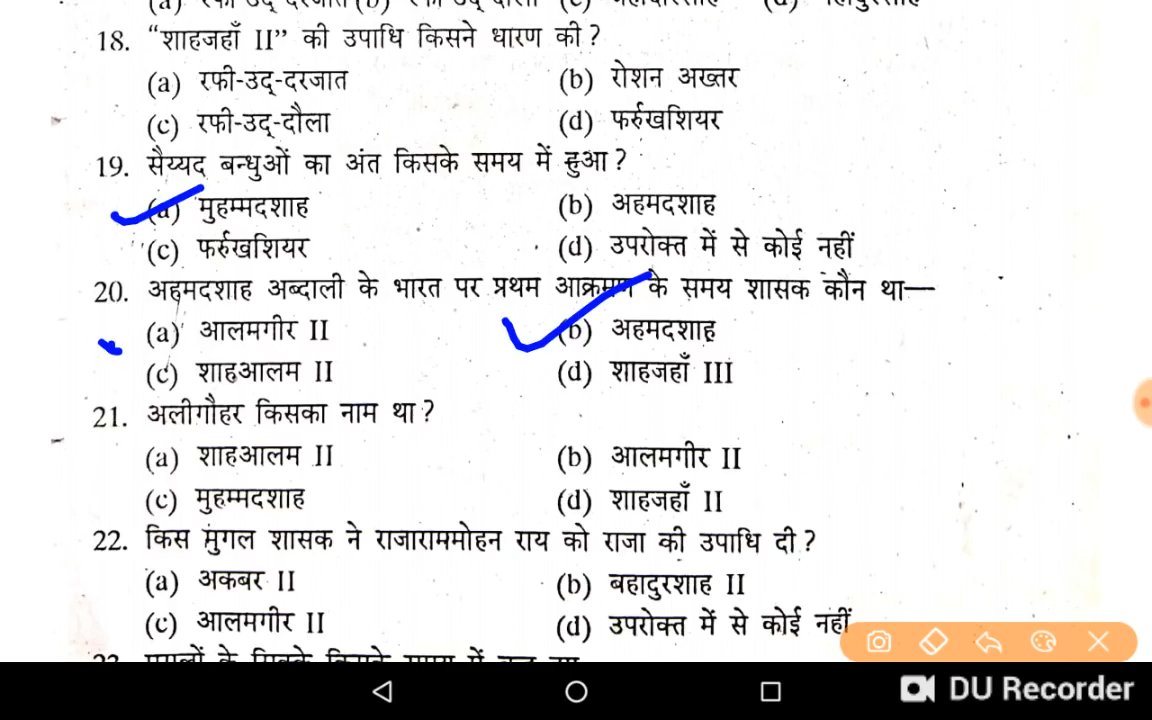 18. “शाहजहाँ II” की उपाधि किसने धारण की ?
(a) रफी-उद्-दरजात (b) रोशन अख्तर
(c) रफी-उद्-दौला (d) फर्रुखशियर
19. सैय्यद बन्धुओं का अंत किसके समय में हुआ ?
(a) मुहम्मदशाह (b) अहमदशाह
(c) फर्रुखशियर (d) उपरोक्त में से कोई नहीं
20. अहमदशाह अब्दाली के भारत पर प्रथम आक्रमण के समय शासक कौन था—
(a) आलमगीर II (b) अहमदशाह
(c) शाहआलम II (d) शाहजहाँ III
21. अलीगौहर किसका नाम था ?
(a) शाहआलम II (b) आलमगीर II
(c) मुहम्मदशाह (d) शाहजहाँ II
22. किस मुगल शासक ने राजाराममोहन राय को राजा की उपाधि दी ?
(a) अकबर II (b) बहादुरशाह II
(c) आलमगीर II (d) उपरोक्त में से कोई नहीं
DU Recorder